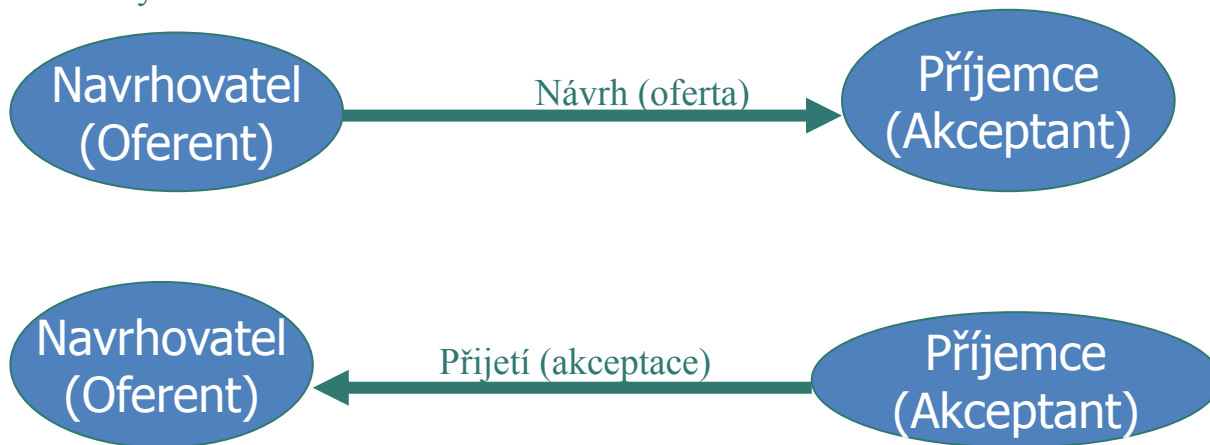 Navrhovatel
(Oferent)
Návrh (oferta)
Příjemce
(Akceptant)
Navrhovatel
(Oferent)
Přijetí (akceptace)
Příjemce
(Akceptant)